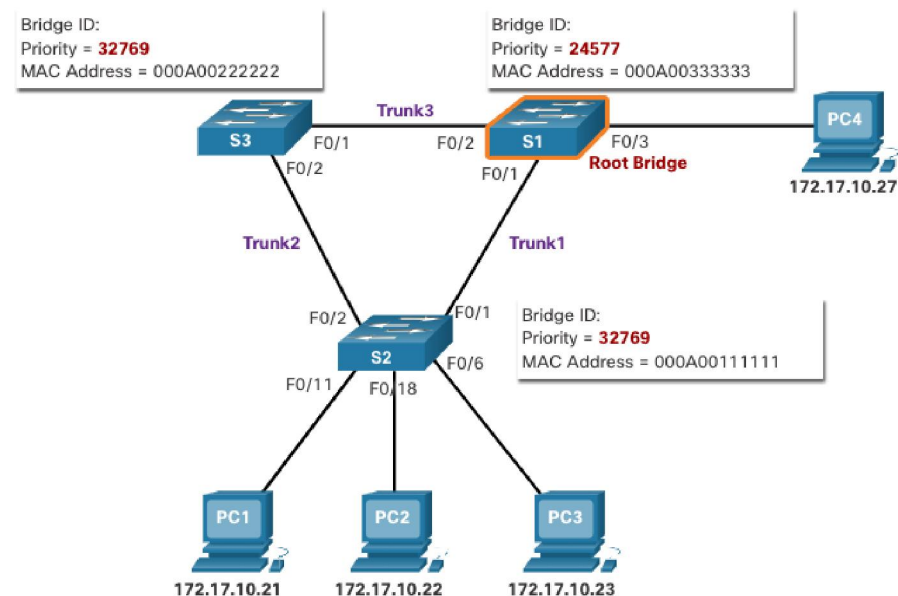 Bridge ID:
Priority = 32769
MAC Address = 000A00222222
Bridge ID:
Priority = 24577
MAC Address = 000A00333333
Trunk3
PC4
S3
F0/1
F0/2
S1
F0/3
F0/2
F0/1
Root Bridge
172.17.10.27
Trunk2
Trunk1
F0/2
F0/1
Bridge ID:
Priority = 32769
MAC Address = 000A00111111
S2
F0/6
F0/11
F0/18
PC1
PC2
PC3
172.17.10.21
172.17.10.22
172.17.10.23